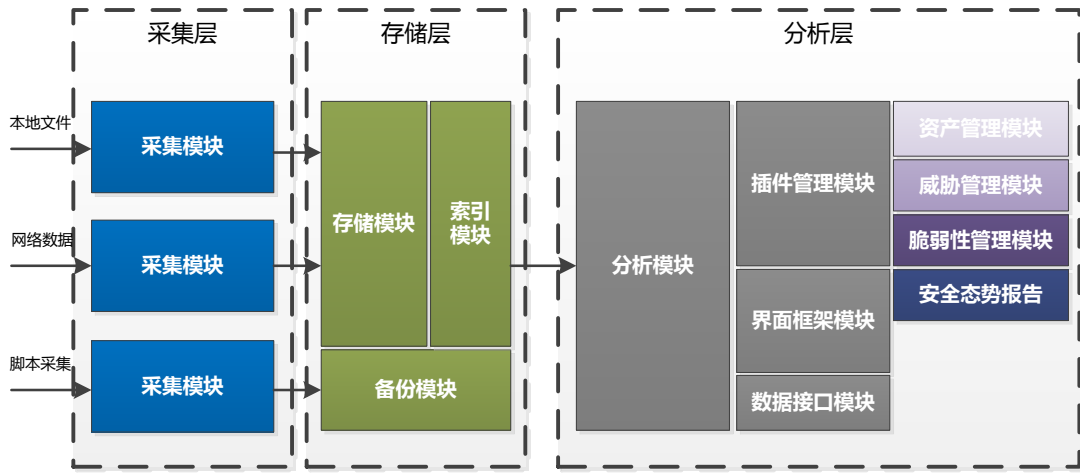 采集层
存储层
分析层
本地文件
采集模块
网络数据
采集模块
脚本采集
采集模块
存储模块
索引
模块
备份模块
分析模块
插件管理模块
界面框架模块
数据接口模块
资产管理模块
威胁管理模块
脆弱性管理模块
安全态势报告